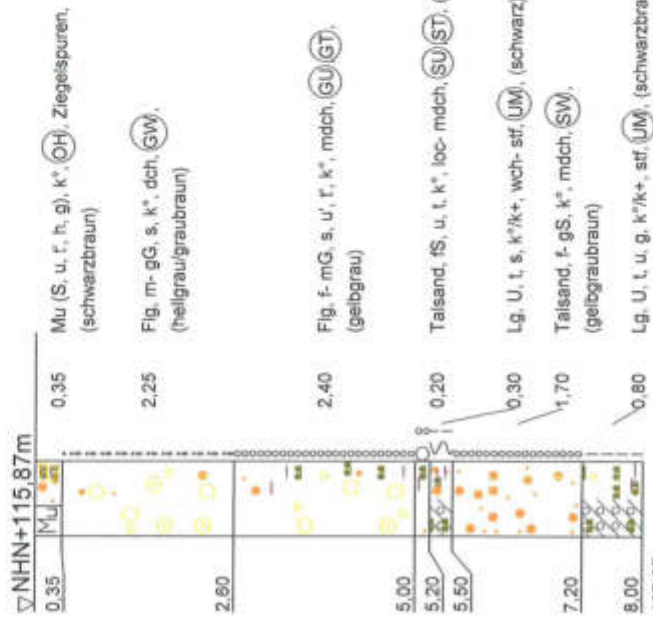 ▽NHN+115,87m
0,35 Mu 0,35 Mu (S, u, t', h, g), k°, (OH), Ziegelspuren,
(schwarzbraun)
2,60 2,25 Flg, m- gG, s, k°, dch, (GW),
(hellgrau/graubraun)
5,00 2,40 Flg, f- mG, s, u', t', k°, mdch, (GU)(GT),
(gelbgrau)
5,20 0,20 Talsand, fS, u, t, k°, loc- mdch, (SU)(ST),
5,50 0,30 Lg, U, t, s, k°/k+, wch- stf, (UM), (schwarz
7,20 1,70 Talsand, f- gS, k°, mdch, (SW),
(gelbgraubraun)
8,00 0,80 Lg, U, t, u, g, k°/k+, stf, (UM), (schwarzbra